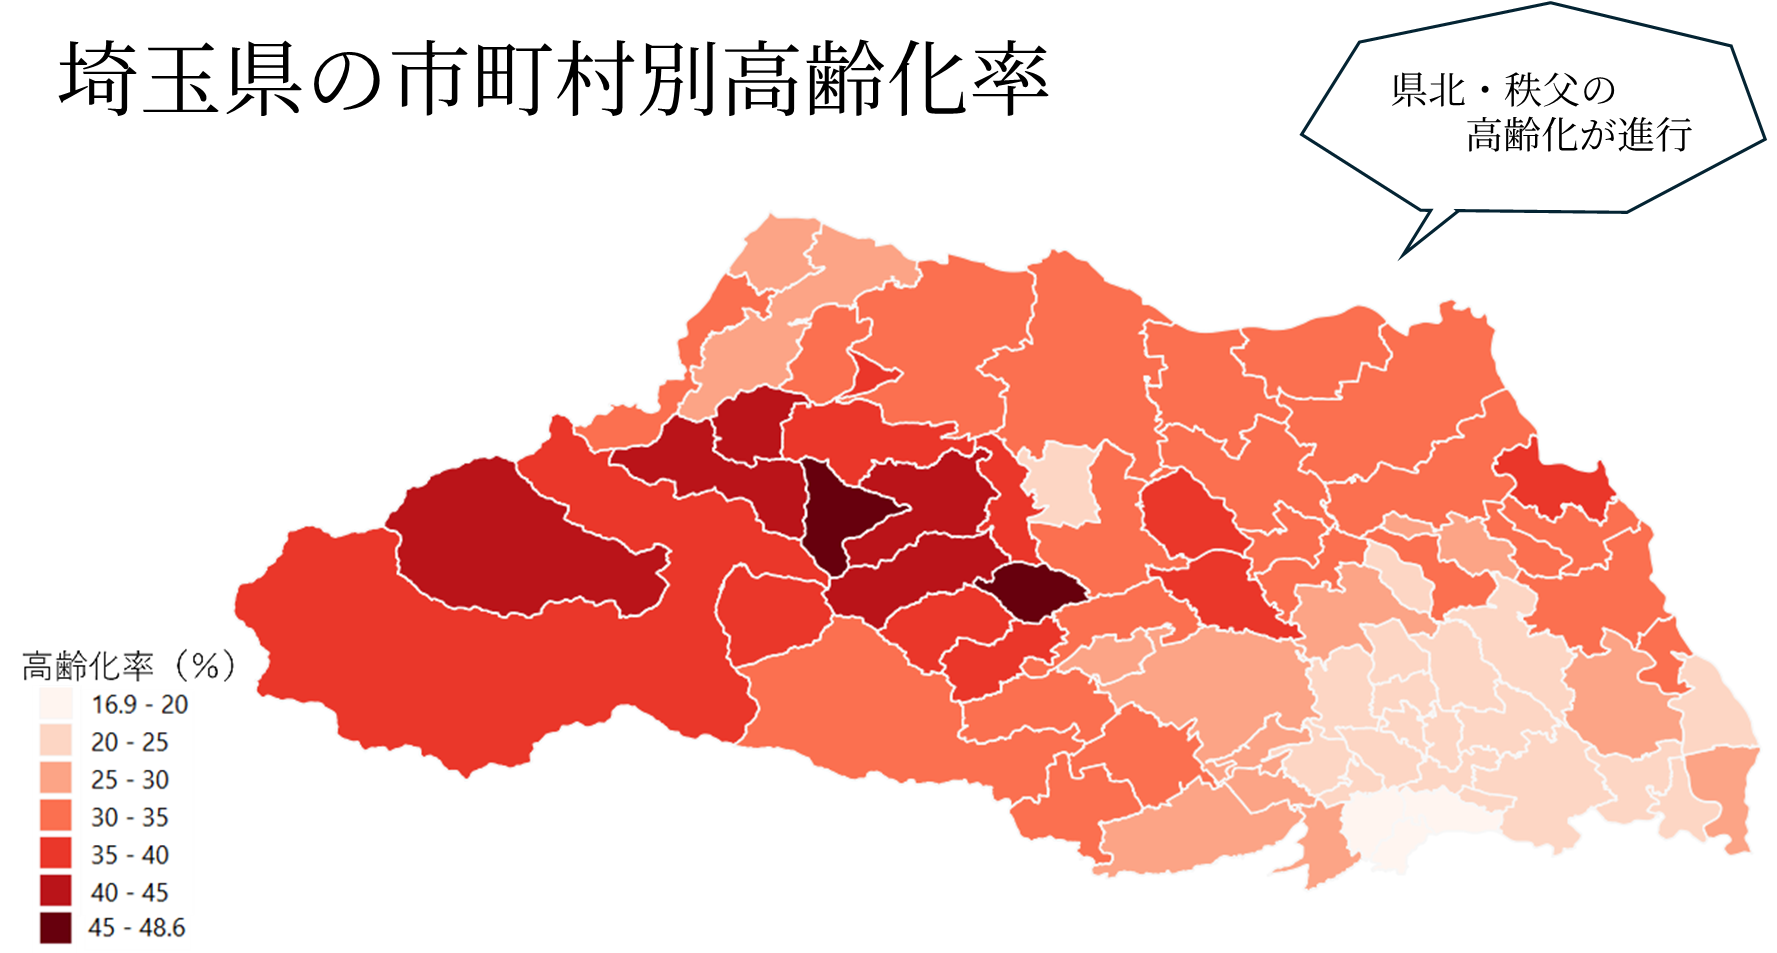 埼玉県の市町村別高齢化率
県北・秩父の
高齢化が進行
高齢化率（%）
16.9 - 20
20 - 25
25 - 30
30 - 35
35 - 40
40 - 45
45 - 48.6